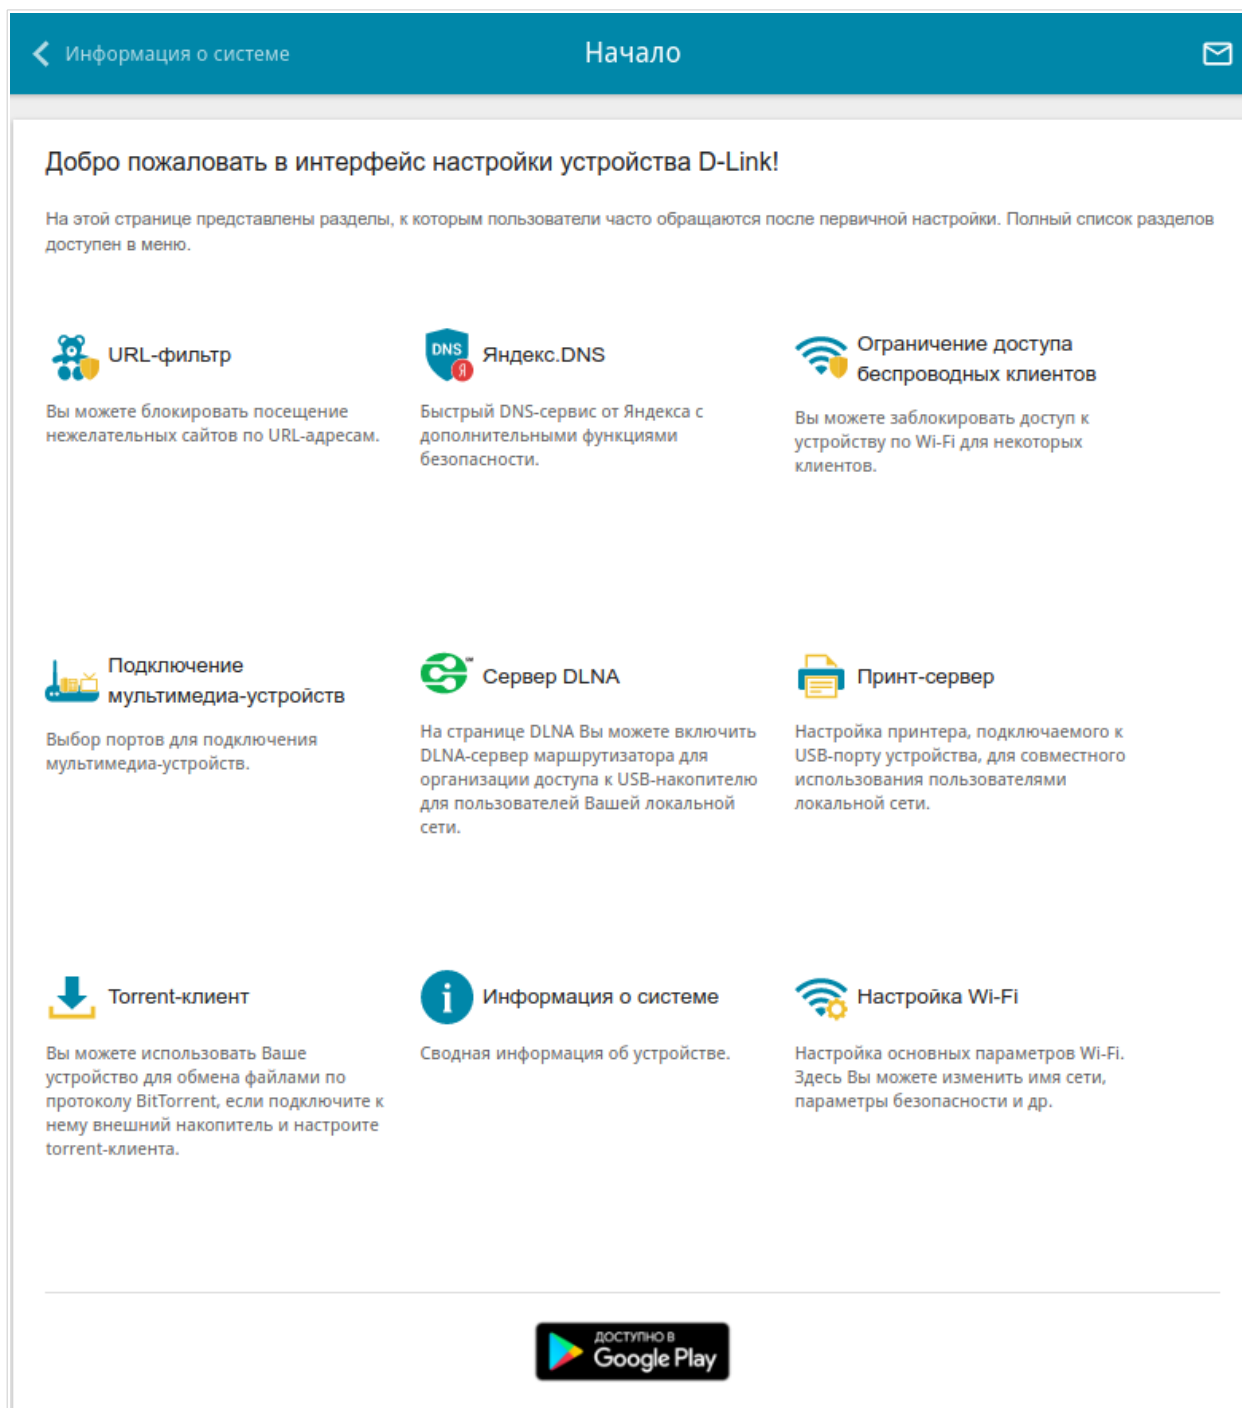 Информация о системе
Начало
Добро пожаловать в интерфейс настройки устройства D-Link!
На этой странице представлены разделы, к которым пользователи часто обращаются после первичной настройки. Полный список разделов
доступен в меню.
URL-фильтр
Вы можете блокировать посещение
нежелательных сайтов по URL-адресам.
DNS
Я
Яндекс.DNS
Быстрый DNS-сервис от Яндекса с
дополнительными функциями
безопасности.
Ограничение доступа
беспроводных клиентов
Вы можете заблокировать доступ к
устройству по Wi-Fi для некоторых
клиентов.
Подключение
мультимедиа-устройств
Выбор портов для подключения
мультимедиа-устройств.
Сервер DLNA
На странице DLNA Вы можете включить
DLNA-сервер маршрутизатора для
организации доступа к USB-накопителю
для пользователей Вашей локальной
сети.
Принт-сервер
Настройка принтера, подключаемого к
USB-порту устройства, для совместного
использования пользователями
локальной сети.
Torrent-клиент
Вы можете использовать Ваше
устройство для обмена файлами по
протоколу BitTorrent, если подключите к
нему внешний накопитель и настроите
torrent-клиента.
i
Информация о системе
Сводная информация об устройстве.
Настройка Wi-Fi
Настройка основных параметров Wi-Fi.
Здесь Вы можете изменить имя сети,
параметры безопасности и др.
ДОСТУПНО В
Google Play